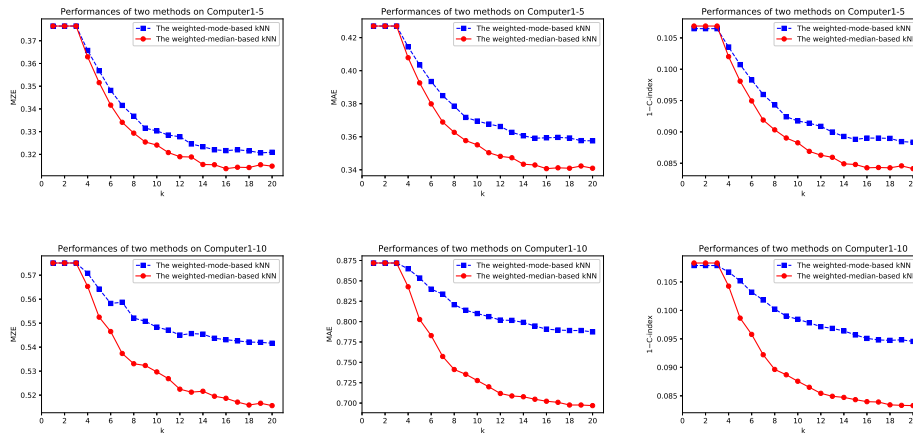 Performances of two methods on Computer1-5
The weighted-mode-based kNN
The weighted-median-based kNN
MZE
0.37
0.36
0.35
0.34
0.33
0.32
0 2 4 6 8 10 12 14 16 18 20
k
Performances of two methods on Computer1-5
The weighted-mode-based kNN
The weighted-median-based kNN
MAE
0.42
0.40
0.38
0.36
0.34
0 2 4 6 8 10 12 14 16 18 20
k
Performances of two methods on Computer1-5
The weighted-mode-based kNN
The weighted-median-based kNN
1−C-index
0.105
0.100
0.095
0.090
0.085
0 2 4 6 8 10 12 14 16 18 20
k
Performances of two methods on Computer1-10
The weighted-mode-based kNN
The weighted-median-based kNN
MZE
0.57
0.56
0.55
0.54
0.53
0.52
0 2 4 6 8 10 12 14 16 18 20
k
Performances of two methods on Computer1-10
The weighted-mode-based kNN
The weighted-median-based kNN
MAE
0.875
0.850
0.825
0.800
0.775
0.750
0.725
0.700
0 2 4 6 8 10 12 14 16 18 20
k
Performances of two methods on Computer1-10
The weighted-mode-based kNN
The weighted-median-based kNN
1−C-index
0.105
0.100
0.095
0.090
0.085
0 2 4 6 8 10 12 14 16 18 20
k